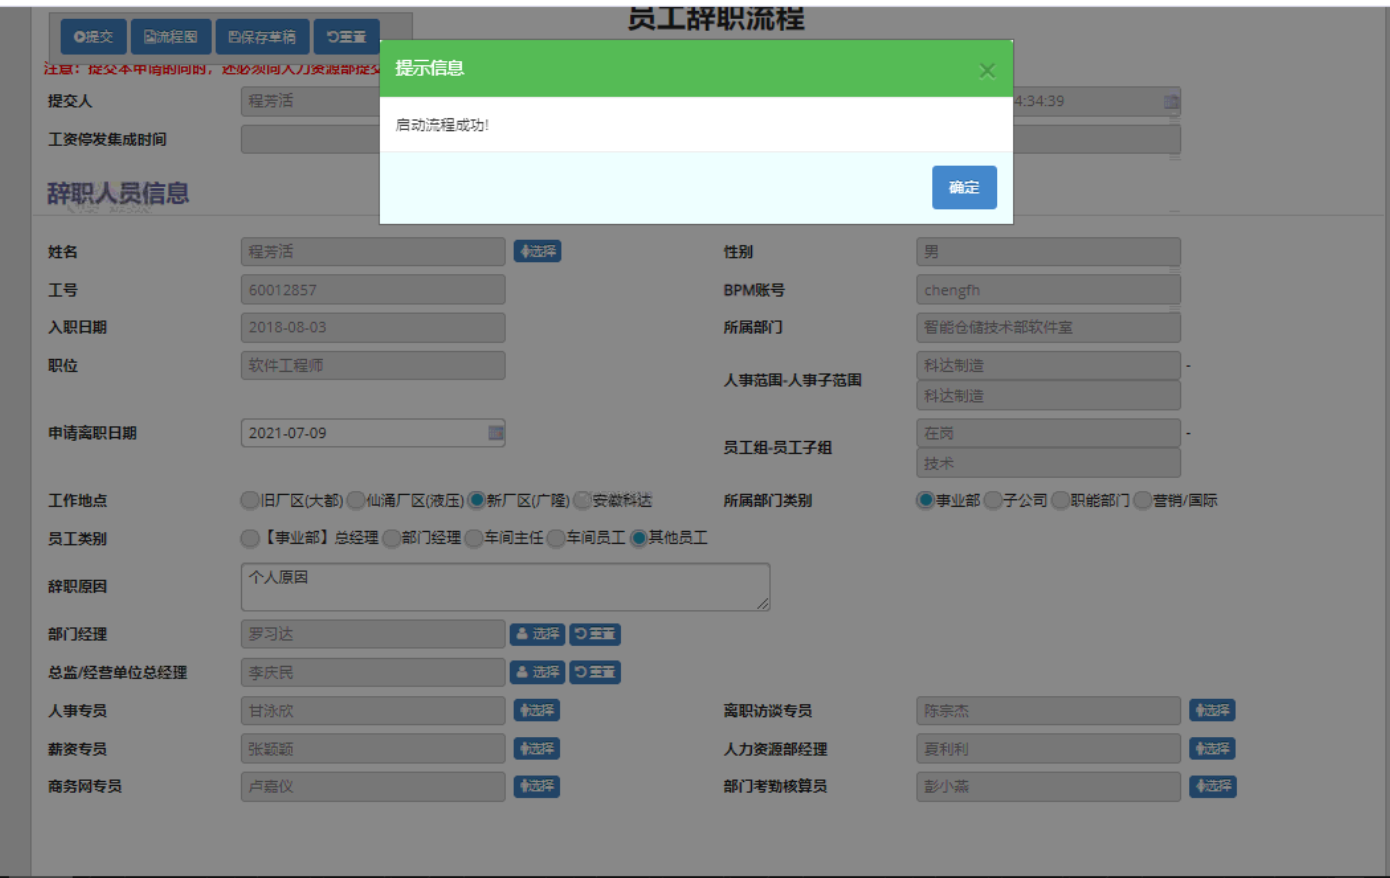 员工辞职流程
提交 流程图 保存草稿 重置
注意：提交本申请的同时，还必须向人力资源部提交
提示信息 ×
提交人 程芳活 4:34:39
启动流程成功!
工资停发集成时间
确定
辞职人员信息
姓名 程芳活 选择 性别 男
工号 60012857 BPM账号 chengfh
入职日期 2018-08-03 所属部门 智能仓储技术部软件室
职位 软件工程师 人事范围-人事子范围 科达制造 -
科达制造
申请离职日期 2021-07-09 员工组-员工子组 在岗 -
技术
工作地点 旧厂区(大都) 仙涌厂区(液压) 新厂区(广隆) 安徽科达 所属部门类别 事业部 子公司 职能部门 营销/国际
员工类别 【事业部】总经理 部门经理 车间主任 车间员工 其他员工
辞职原因 个人原因
部门经理 罗习达 选择 重置
总监/经营单位总经理 李庆民 选择 重置
人事专员 甘泳欣 选择 离职访谈专员 陈宗杰 选择
薪资专员 张颖颖 选择 人力资源部经理 夏利利 选择
商务网专员 卢嘉仪 选择 部门考勤核算员 彭小燕 选择